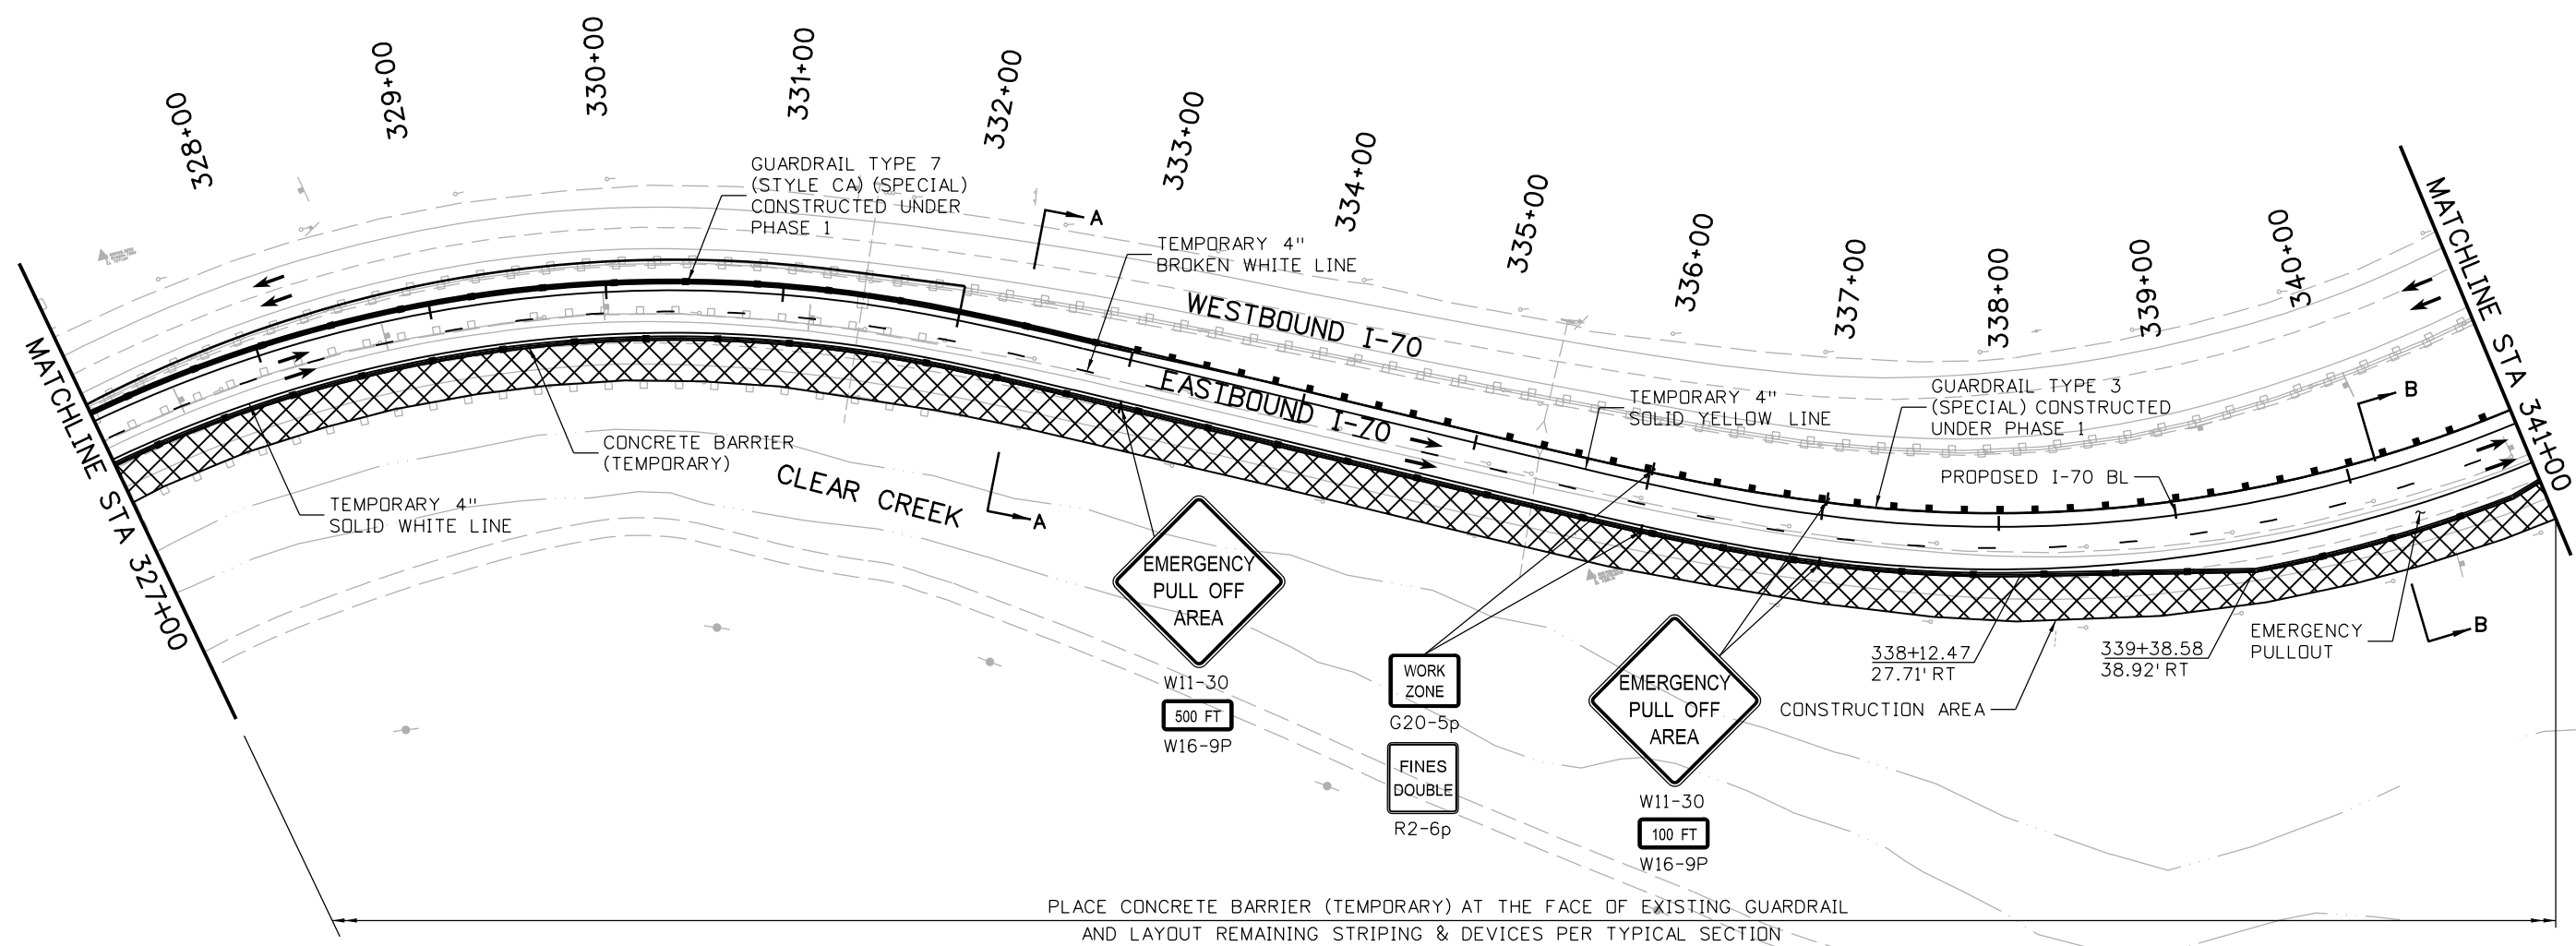 328+00
329+00
330+00
331+00
332+00
333+00
334+00
335+00
336+00
337+00
338+00
339+00
340+00
GUARDRAIL TYPE 7
(STYLE CA) (SPECIAL)
CONSTRUCTED UNDER
PHASE 1
A
TEMPORARY 4"
BROKEN WHITE LINE
WESTBOUND I-70
EASTBOUND I-70
TEMPORARY 4"
SOLID YELLOW LINE
GUARDRAIL TYPE 3
(SPECIAL) CONSTRUCTED
UNDER PHASE 1
B
PROPOSED I-70 BL
MATCHLINE STA 341+00
MATCHLINE STA 327+00
CONCRETE BARRIER
(TEMPORARY)
TEMPORARY 4"
SOLID WHITE LINE
CLEAR CREEK
A
EMERGENCY
PULL OFF
AREA
W11-30
500 FT
W16-9P
WORK
ZONE
G20-5p
FINES
DOUBLE
R2-6p
EMERGENCY
PULL OFF
AREA
W11-30
100 FT
W16-9P
CONSTRUCTION AREA
338+12.47
27.71' RT
339+38.58
38.92' RT
EMERGENCY
PULLOUT
B
PLACE CONCRETE BARRIER (TEMPORARY) AT THE FACE OF EXISTING GUARDRAIL
AND LAYOUT REMAINING STRIPING & DEVICES PER TYPICAL SECTION